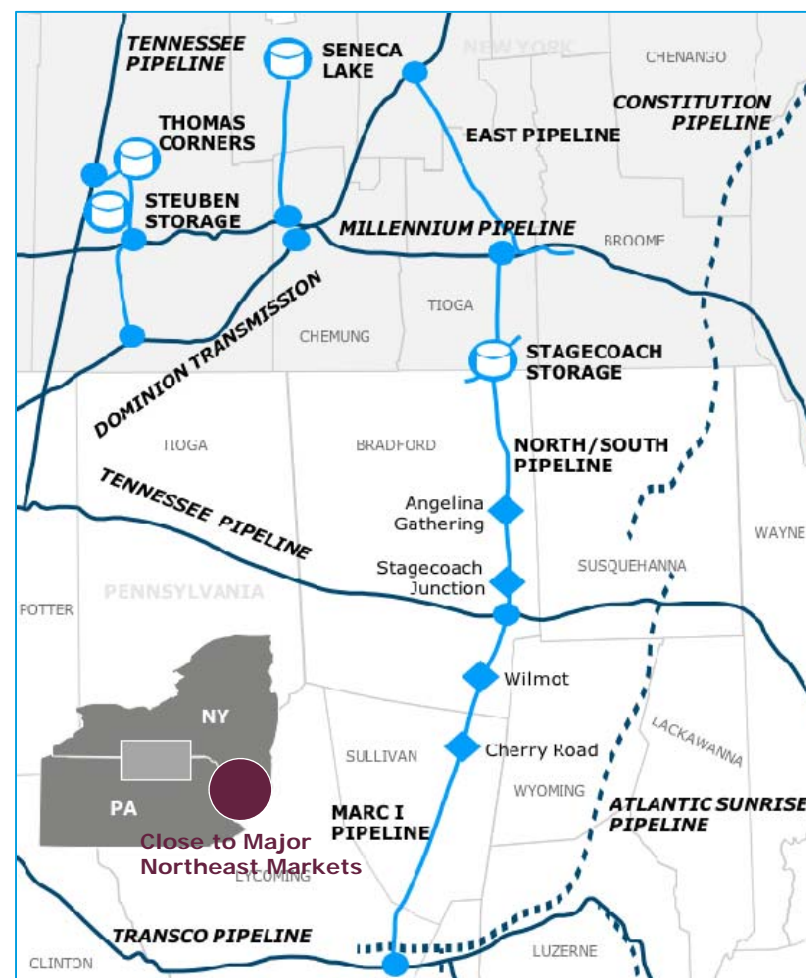 TENNESSEE
PIPELINE
SENECA
LAKE
NEW YORK
CHENANGO
CONSTITUTION
PIPELINE
THOMAS
CORNERS
EAST PIPELINE
STEUBEN
STORAGE
MILLENNIUM PIPELINE
BROOME
TIOGA
DOMINION TRANSMISSION
CHEMUNG
STAGECOACH
STORAGE
TIOGA
BRADFORD
NORTH/SOUTH
PIPELINE
TENNESSEE PIPELINE
Angelina
Gathering
WAYNE
Stagecoach
Junction
SUSQUEHANNA
PENNSYLVANIA
POTTER
Wilmot
NY
LACKAWANNA
SULLIVAN
Cherry Road
WYOMING
PA
MARC I
PIPELINE
ATLANTIC SUNRISE
PIPELINE
Close to Major
Northeast Markets
LYCOMING
TRANSCO PIPELINE
LUZERNE
CLINTON